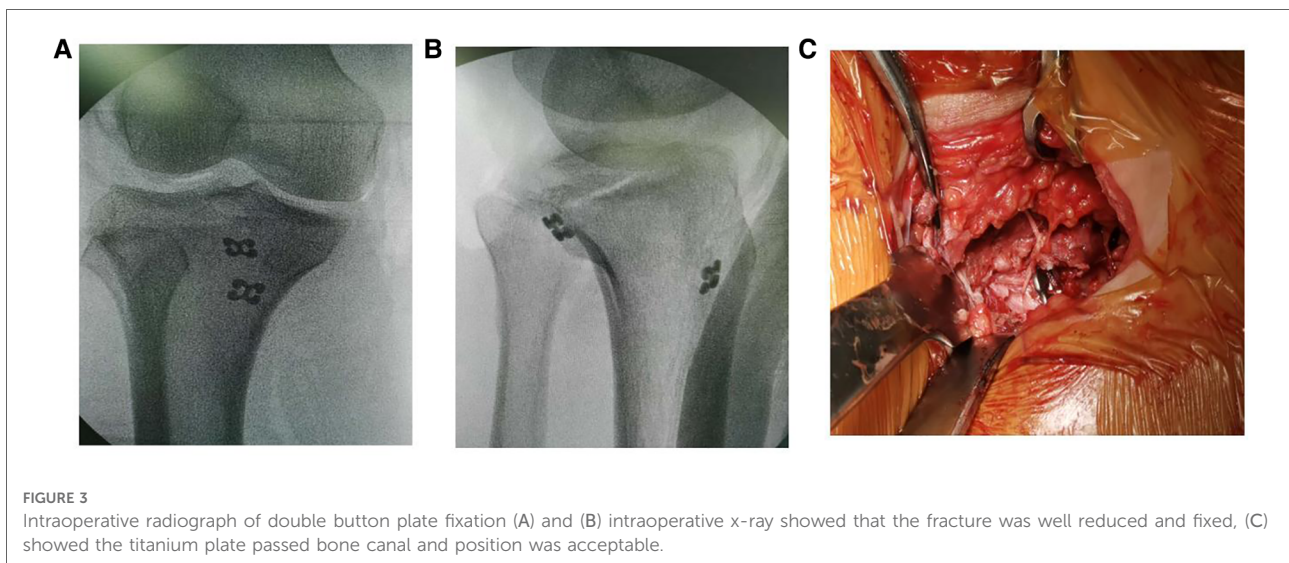 A
B
C
FIGURE 3
Intraoperative radiograph of double button plate fixation (A) and (B) intraoperative x-ray showed that the fracture was well reduced and fixed, (C)
showed the titanium plate passed bone canal and position was acceptable.